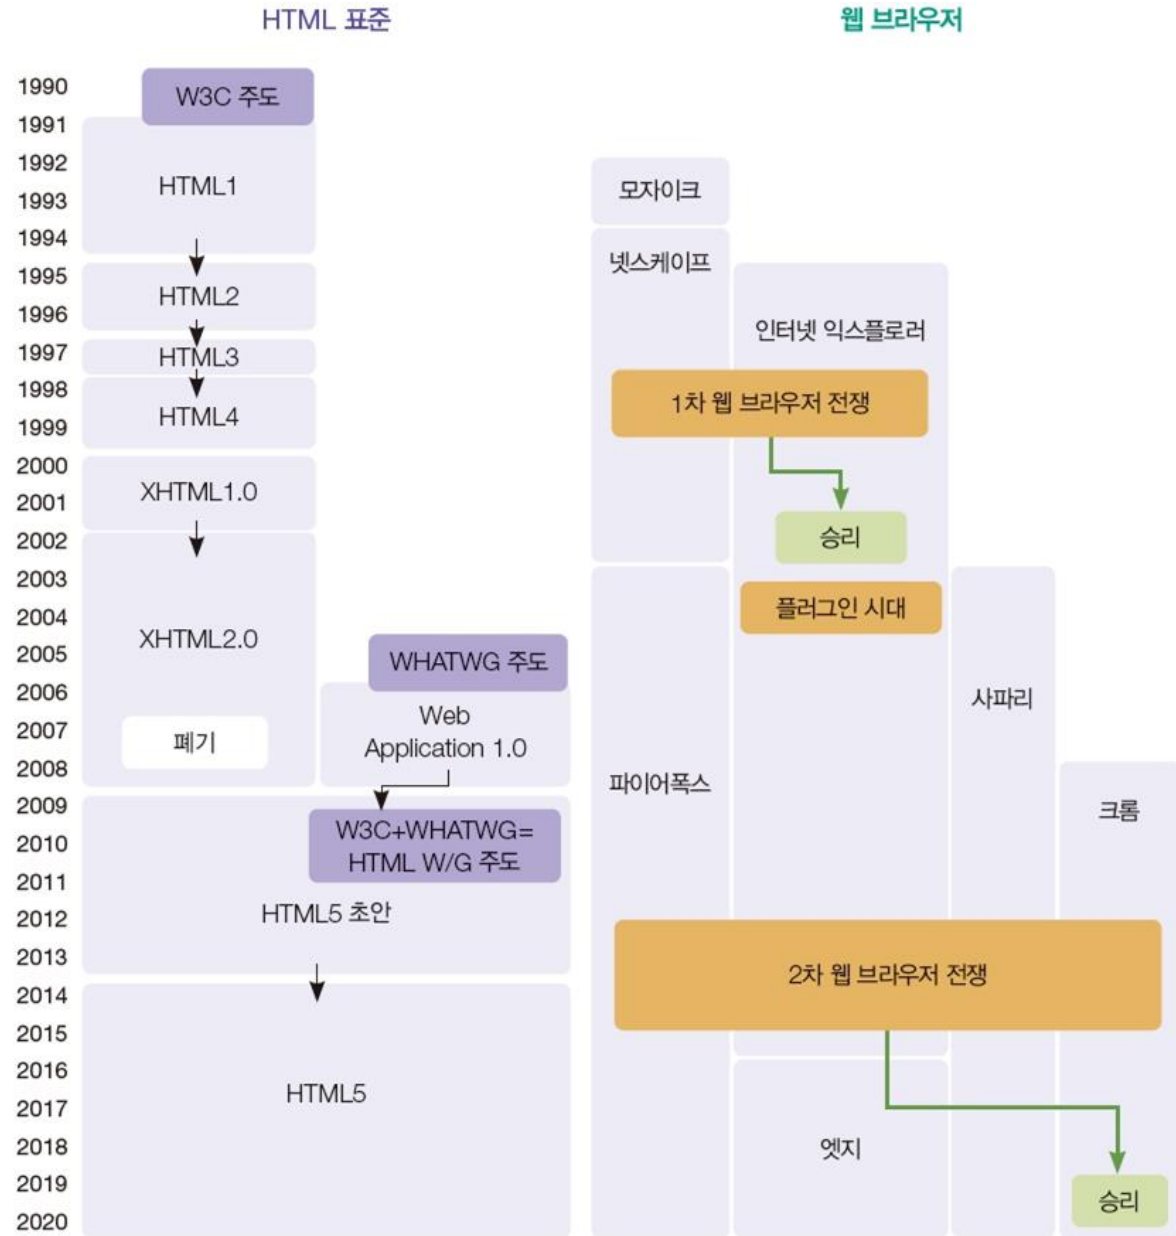 HTML 표준
웹 브라우저
1990
1991
1992
1993
1994
1995
1996
1997
1998
1999
2000
2001
2002
2003
2004
2005
2006
2007
2008
2009
2010
2011
2012
2013
2014
2015
2016
2017
2018
2019
2020
W3C 주도
HTML1
HTML2
HTML3
HTML4
XHTML1.0
XHTML2.0
폐기
WHATWG 주도
Web
Application 1.0
W3C+WHATWG=
HTML W/G 주도
HTML5 초안
HTML5
모자이크
넷스케이프
인터넷 익스플로러
1차 웹 브라우저 전쟁
승리
플러그인 시대
사파리
파이어폭스
크롬
2차 웹 브라우저 전쟁
엣지
승리